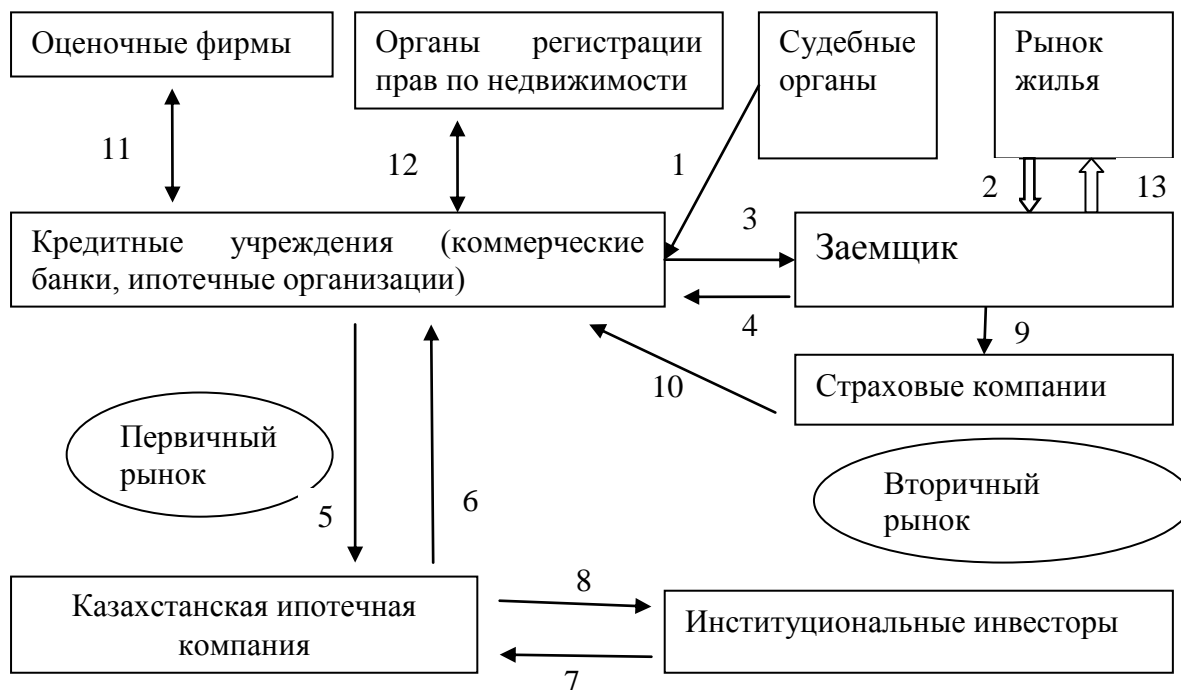 Оценочные фирмы
Органы регистрации
прав по недвижимости
Судебные
органы
Рынок
жилья
11
12
1
2
13
3
Кредитные учреждения (коммерческие
банки, ипотечные организации)
Заемщик
4
9
10
Страховые компании
Первичный
рынок
5
6
Вторичный
рынок
8
Казахстанская ипотечная
компания
Институциональные инвесторы
7